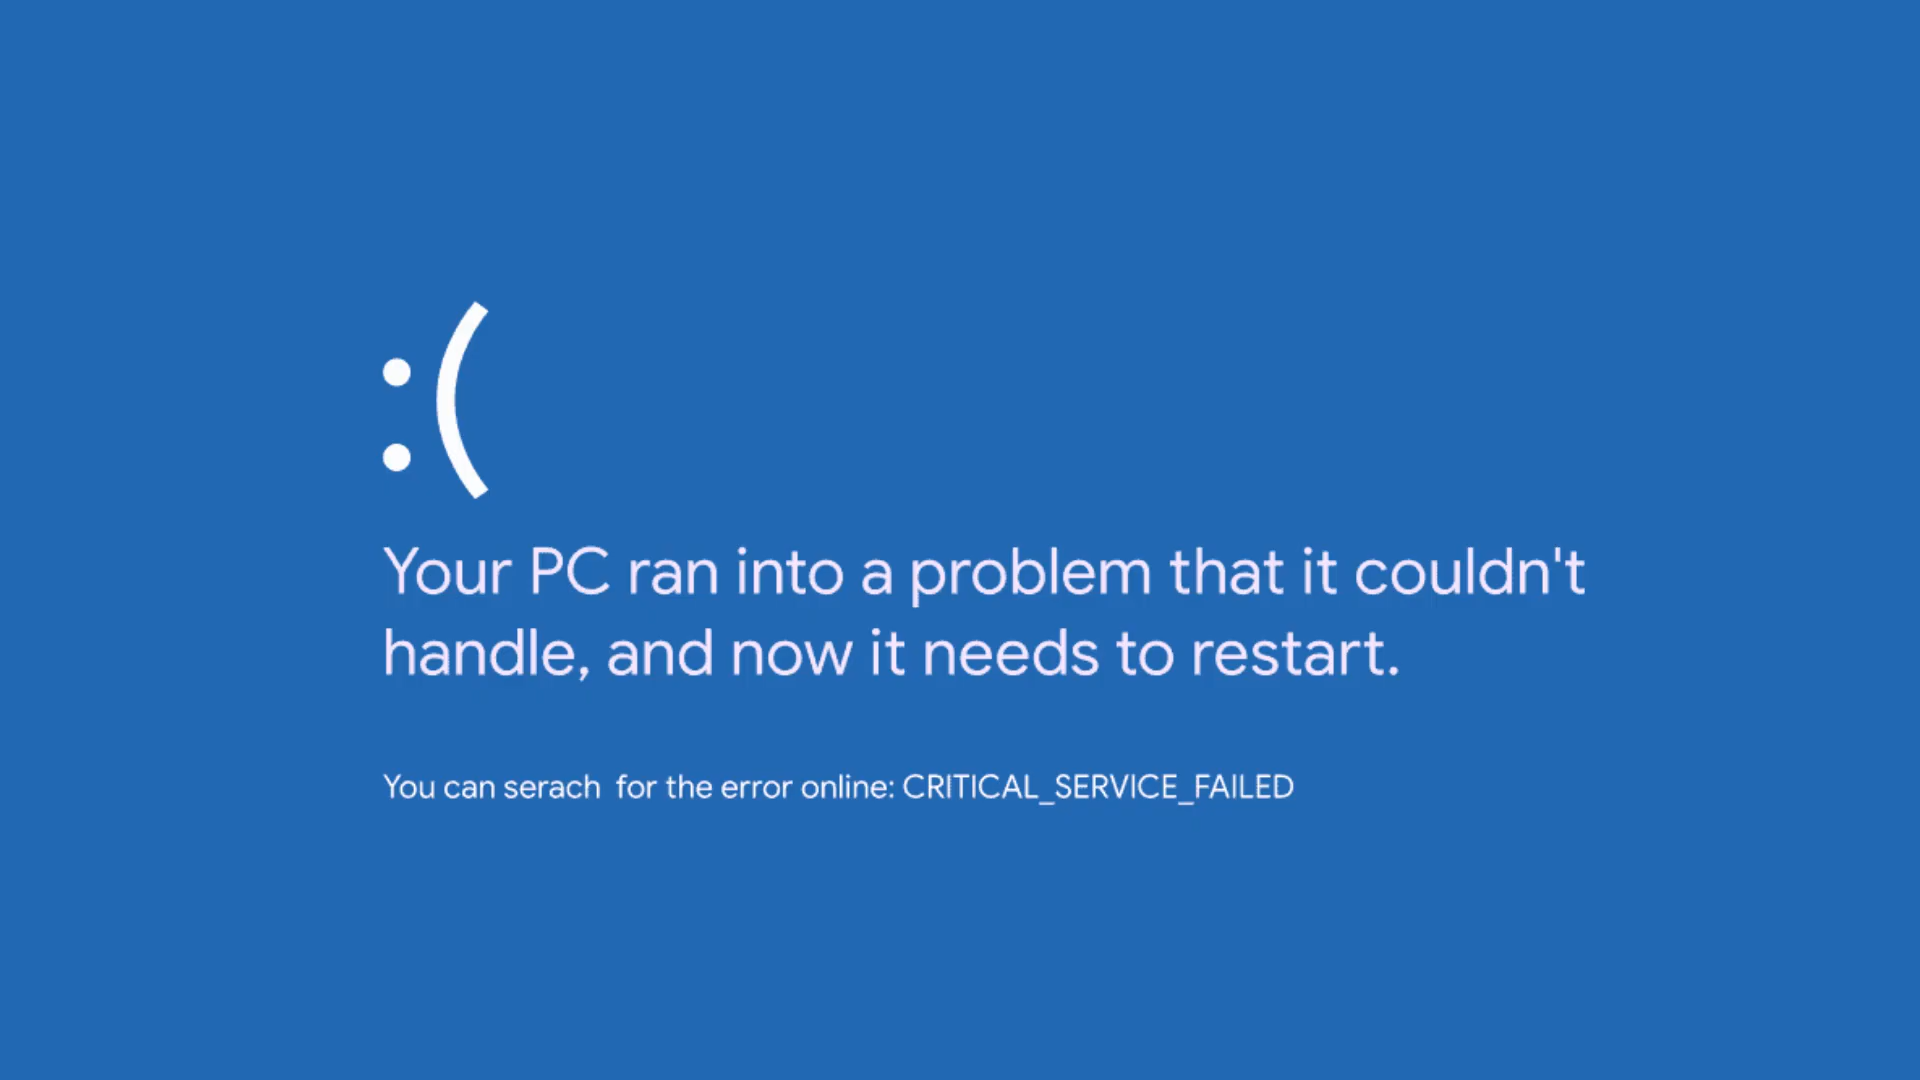 :(
Your PC ran into a problem that it couldn't
handle, and now it needs to restart.
You can serach  for the error online: CRITICAL_SERVICE_FAILED